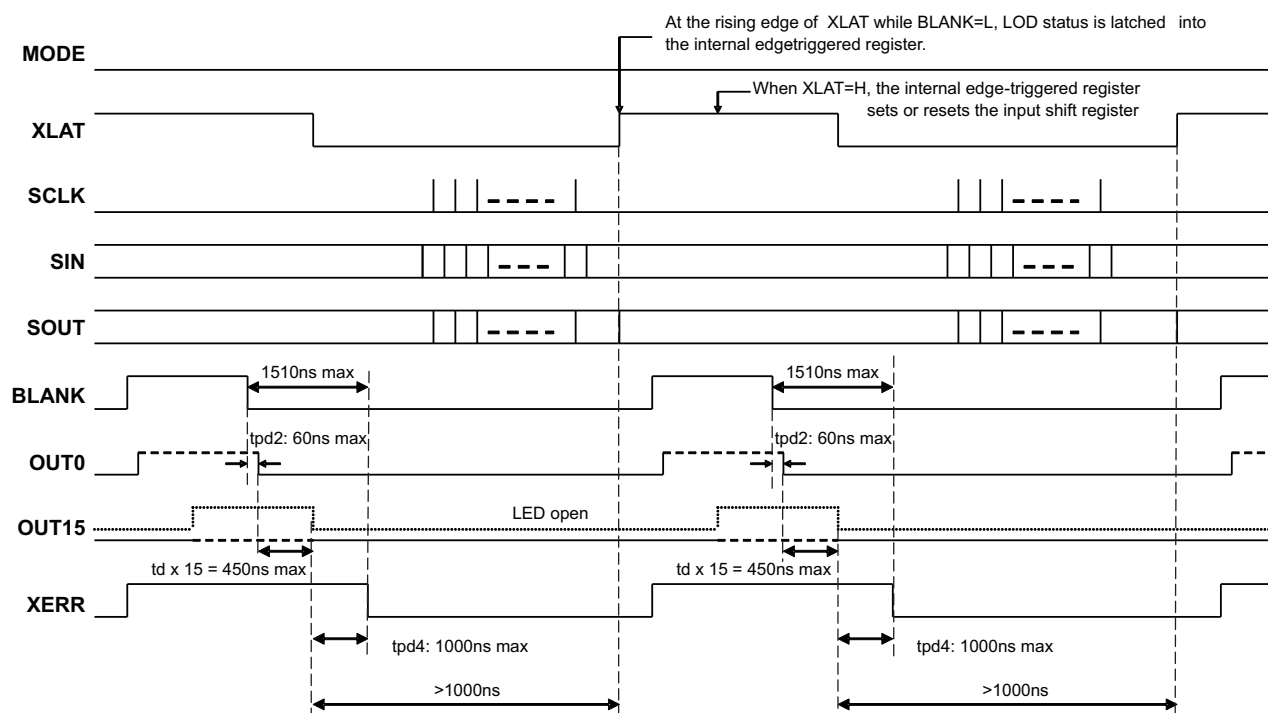 At the rising edge of XLAT while BLANK=L, LOD status is latched into
the internal edgetriggered register.
MODE
When XLAT=H, the internal edge-triggered register
sets or resets the input shift register
XLAT
SCLK
SIN
SOUT
1510ns max
1510ns max
BLANK
tpd2: 60ns max
tpd2: 60ns max
OUT0
LED open
OUT15
td x 15 = 450ns max
td x 15 = 450ns max
XERR
tpd4: 1000ns max
tpd4: 1000ns max
>1000ns
>1000ns